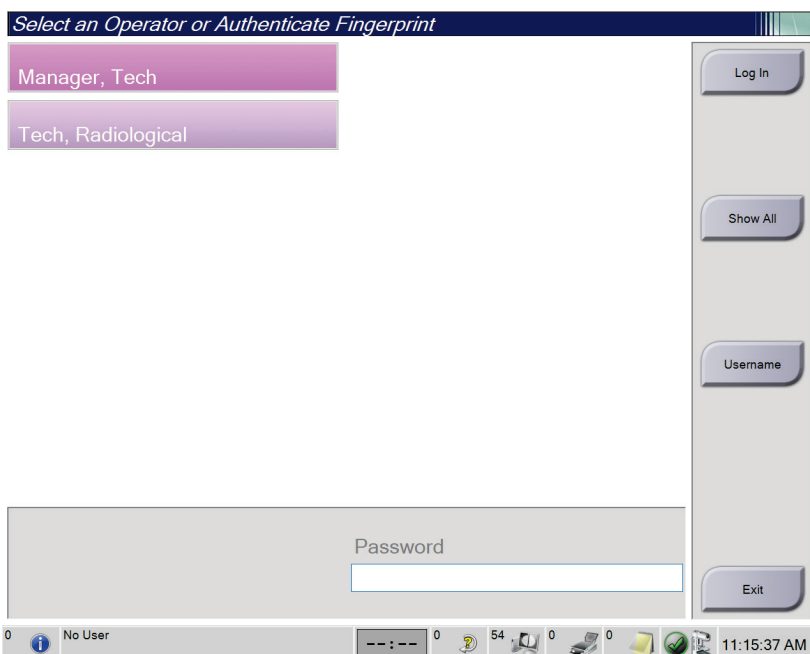 Select an Operator or Authenticate Fingerprint
Manager, Tech
Log In
Tech, Radiological
Show All
Username
Password
Exit
0 No User --:-- 0 54 0 0 11:15:37 AM